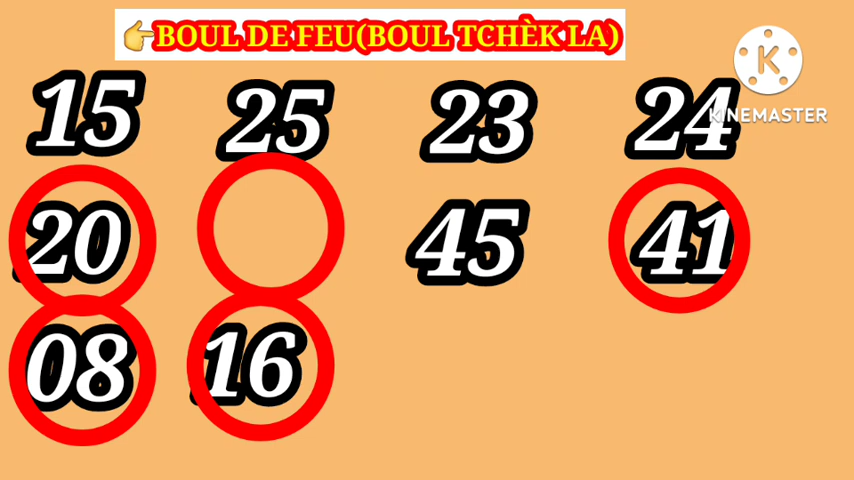 👉BOUL DE FEU(BOUL TCHÈK LA)
K
KINEMASTER
15 25 23 24
20 45 41
08 16